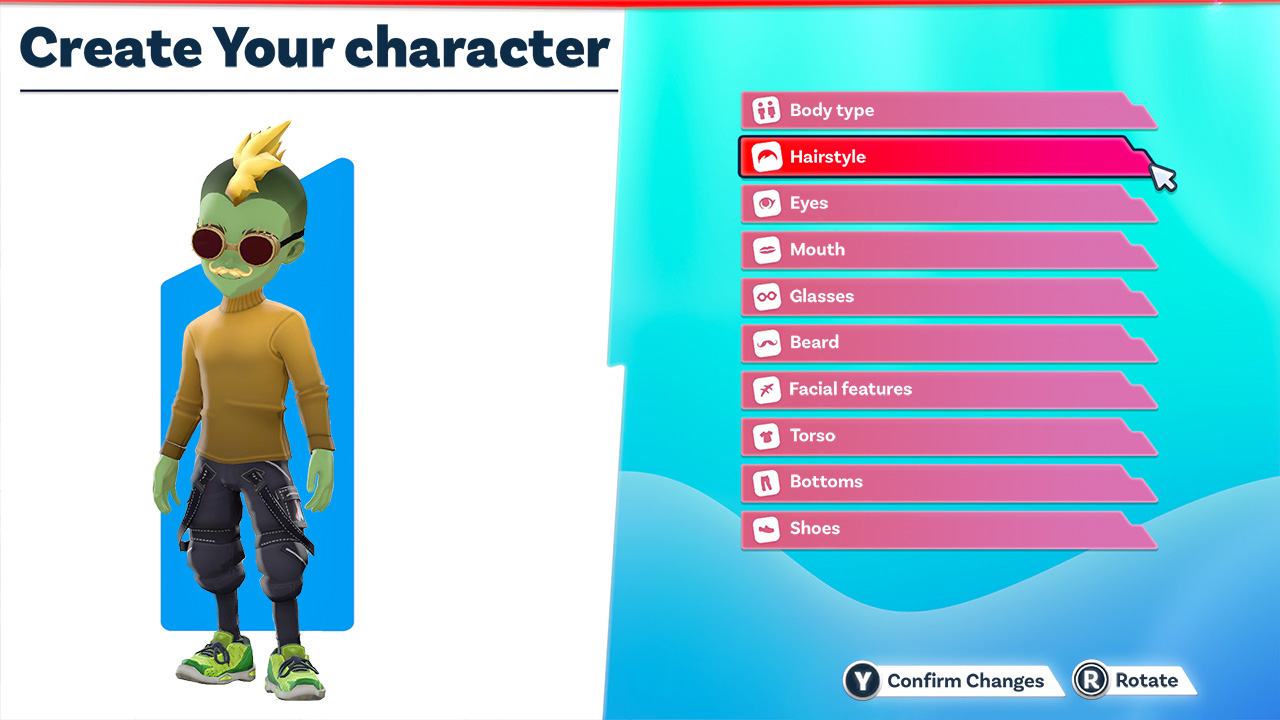 Create Your character
Body type
Hairstyle
Eyes
Mouth
Glasses
Beard
Facial features
Torso
Bottoms
Shoes
Y Confirm Changes
R Rotate